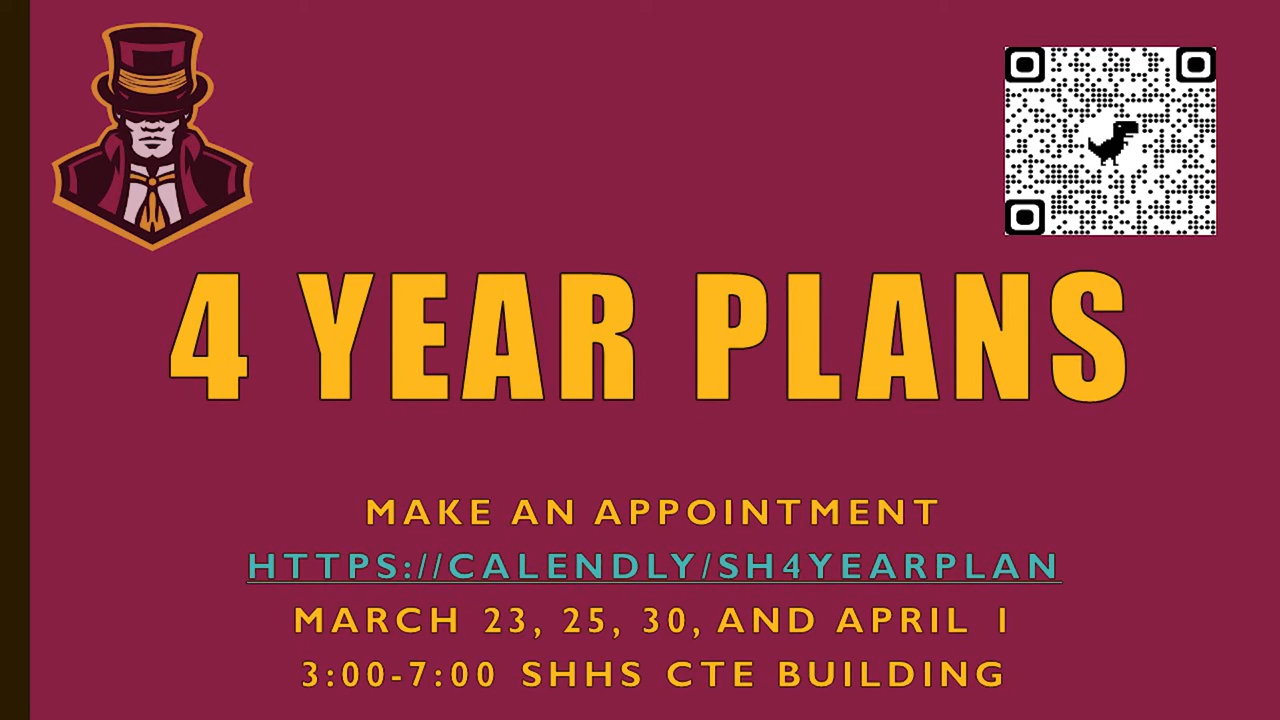 4 YEAR PLANS
MAKE AN APPOINTMENT
HTTPS://CALENDLY/SH4YEARPLAN
MARCH 23, 25, 30, AND APRIL 1
3:00-7:00 SHHS CTE BUILDING